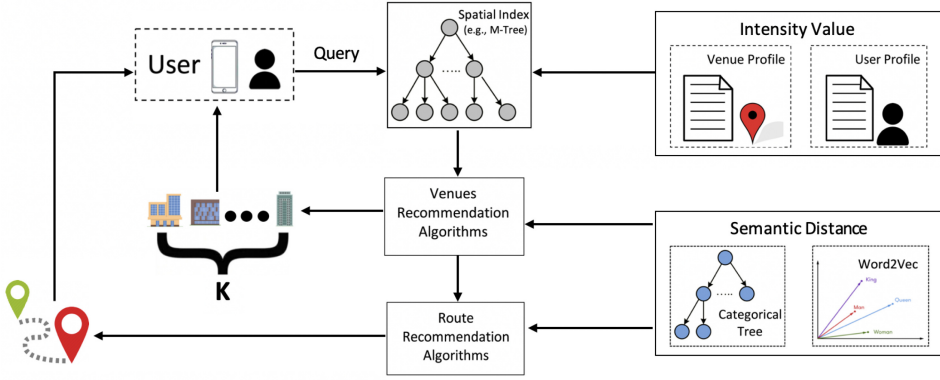 User
Query
Spatial Index
(e.g., M-Tree)
Intensity Value
Venue Profile
User Profile
Venues
Recommendation
Algorithms
K
Semantic Distance
Categorical
Tree
Word2Vec
King
Queen
Man
Woman
Route
Recommendation
Algorithms